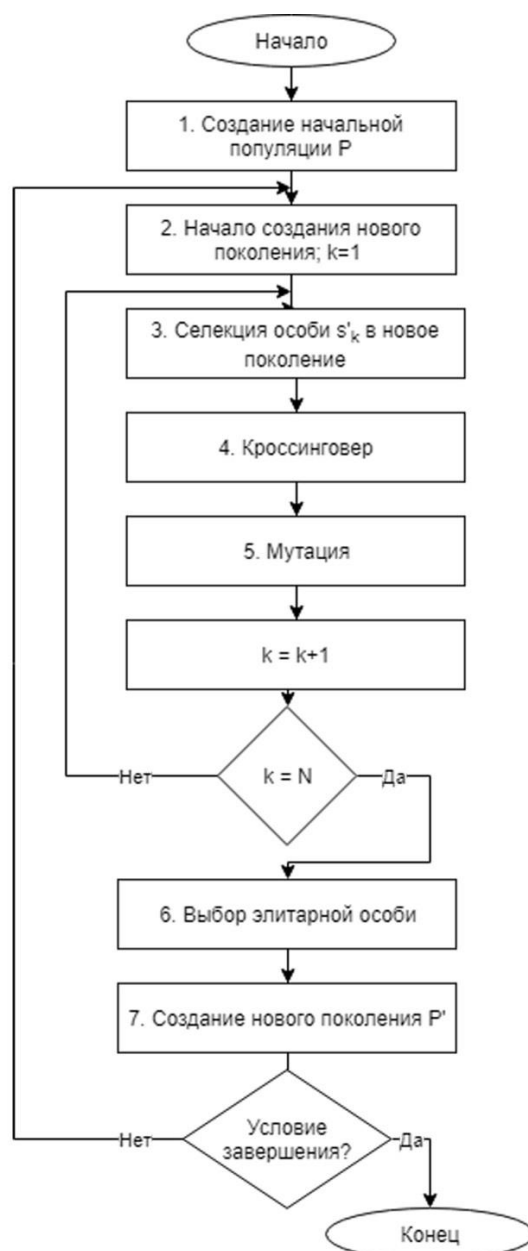 Начало
1. Создание начальной
популяции P
2. Начало создания нового
поколения; k=1
3. Селекция особи s'k в новое
поколение
4. Кроссинговер
5. Мутация
k = k+1
Нет
k = N
Да
6. Выбор элитарной особи
7. Создание нового поколения P'
Нет
Условие
завершения?
Да
Конец